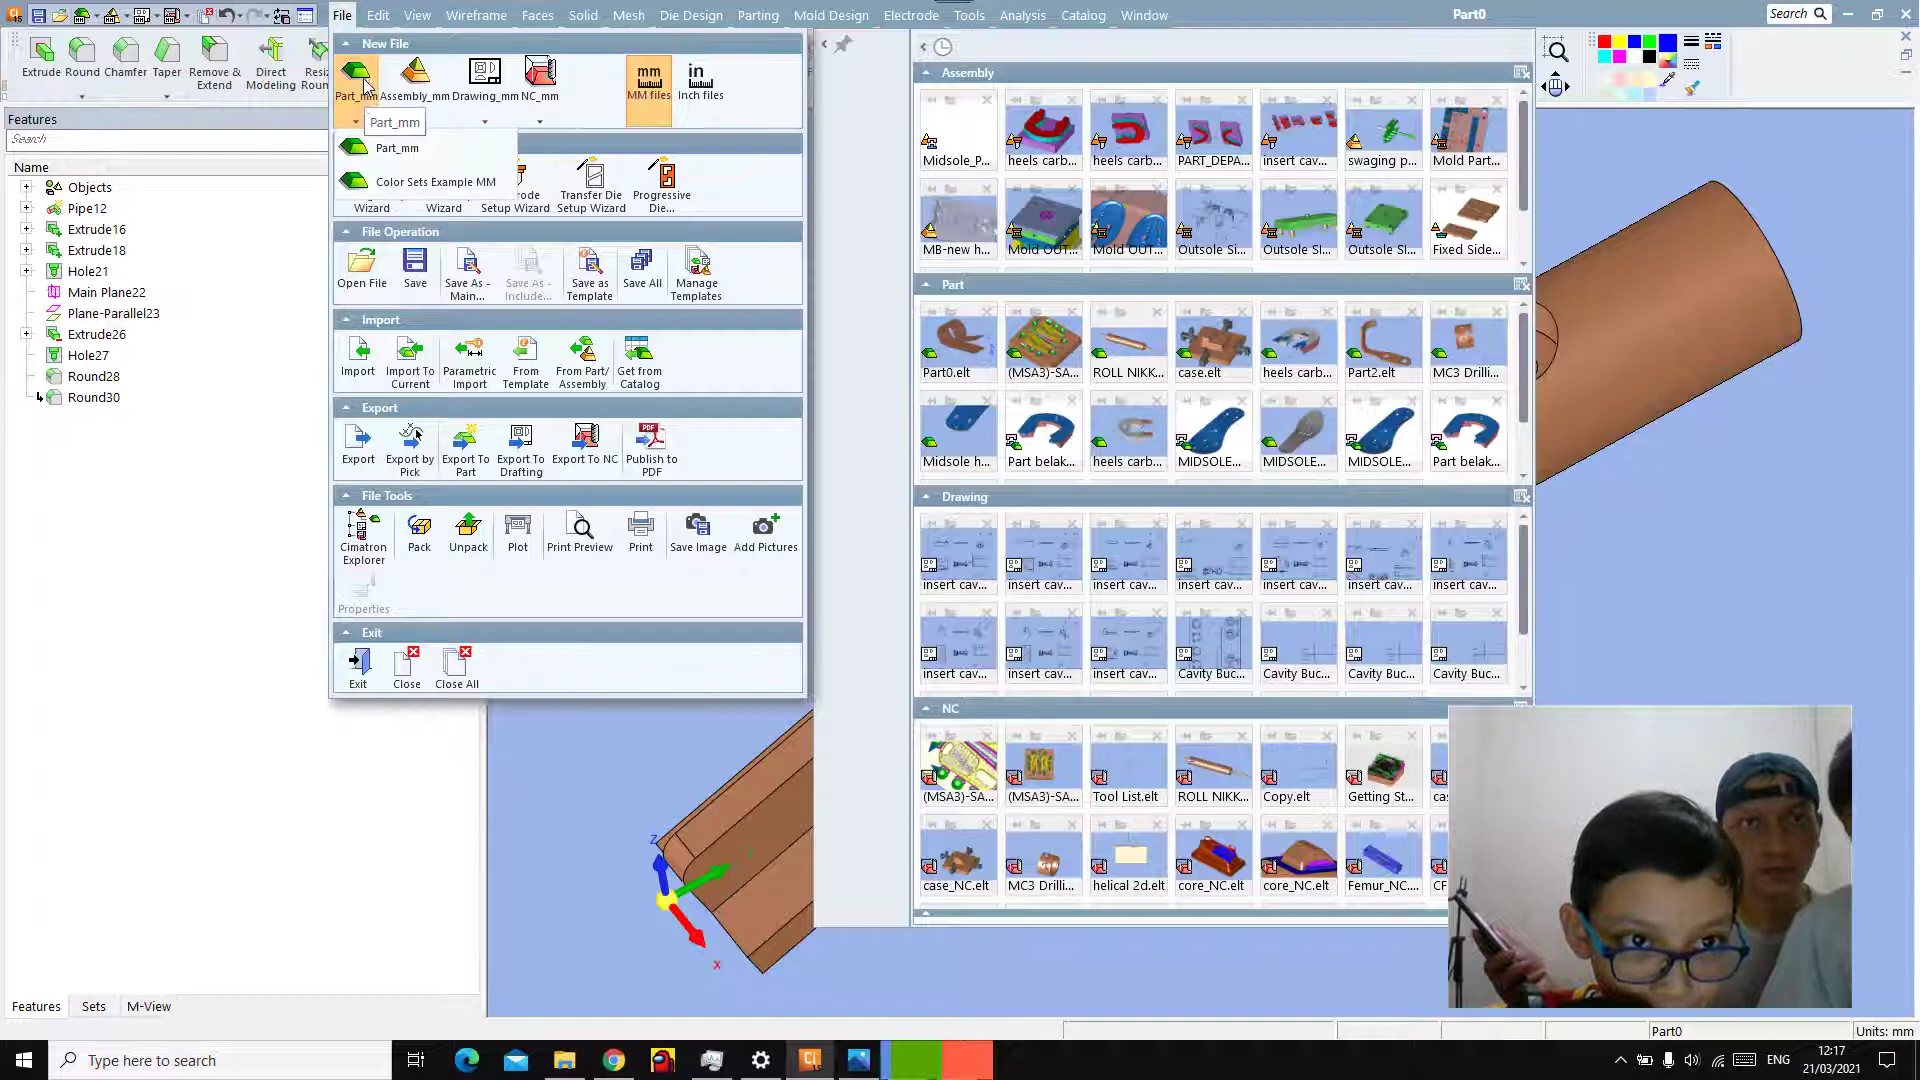 File Edit View Wireframe Faces Solid Mesh Die Design Parting Mold Design Electrode Tools Analysis Catalog Window
Part0
Search
Extrude Round Chamfer Taper Remove & Extend Direct Modeling
Features
Search
Name
Objects
Pipe12
Extrude16
Extrude18
Hole21
Main Plane22
Plane-Parallel23
Extrude26
Hole27
Round28
Round30
New File
Assembly_mm Drawing_mm NC_mm
MM files Inch files
mm in
Part_mm
Part_mm
Color Sets Example MM
Wizard Wizard Setup Wizard Transfer Die Setup Wizard Progressive Die...
File Operation
Open File Save Save As - Main... Save As - Include... Save as Template Save All Manage Templates
Import
Import Import To Current Parametric Import From Template From Part/ Assembly Get from Catalog
Export
Export Export by Pick Export To Part Export To Drafting Export To NC Publish to PDF
File Tools
Cimatron Explorer Pack Unpack Plot Print Preview Print Save Image Add Pictures
Properties
Exit
Exit Close Close All
Assembly
Midsole_P... heels carb... heels carb... PART_DEPA... insert cav... swaging p... Mold Part...
MB-new h... Mold OUT... Mold OUT... Outsole Si... Outsole SI... Outsole SI... Fixed Side...
Part
Part0.elt (MSA3)-SA... ROLL NIKK... case.elt heels carb... Part2.elt MC3 Drilli...
Midsole h... Part belak... heels carb... MIDSOLE... MIDSOLE... MIDSOLE... Part belak...
Drawing
insert cav... insert cav... insert cav... insert cav... insert cav... insert cav... insert cav...
insert cav... insert cav... insert cav... Cavity Buc... Cavity Buc... Cavity Buc... Cavity Buc...
NC
(MSA3)-SA... (MSA3)-SA... Tool List.elt ROLL NIKK... Copy.elt Getting St...
case_NC.elt MC3 Drilli... helical 2d.elt core_NC.elt core_NC.elt Femur_NC....
Z
X
Features Sets M-View
Part0
Units: mm
Type here to search
ENG
12:17
21/03/2021